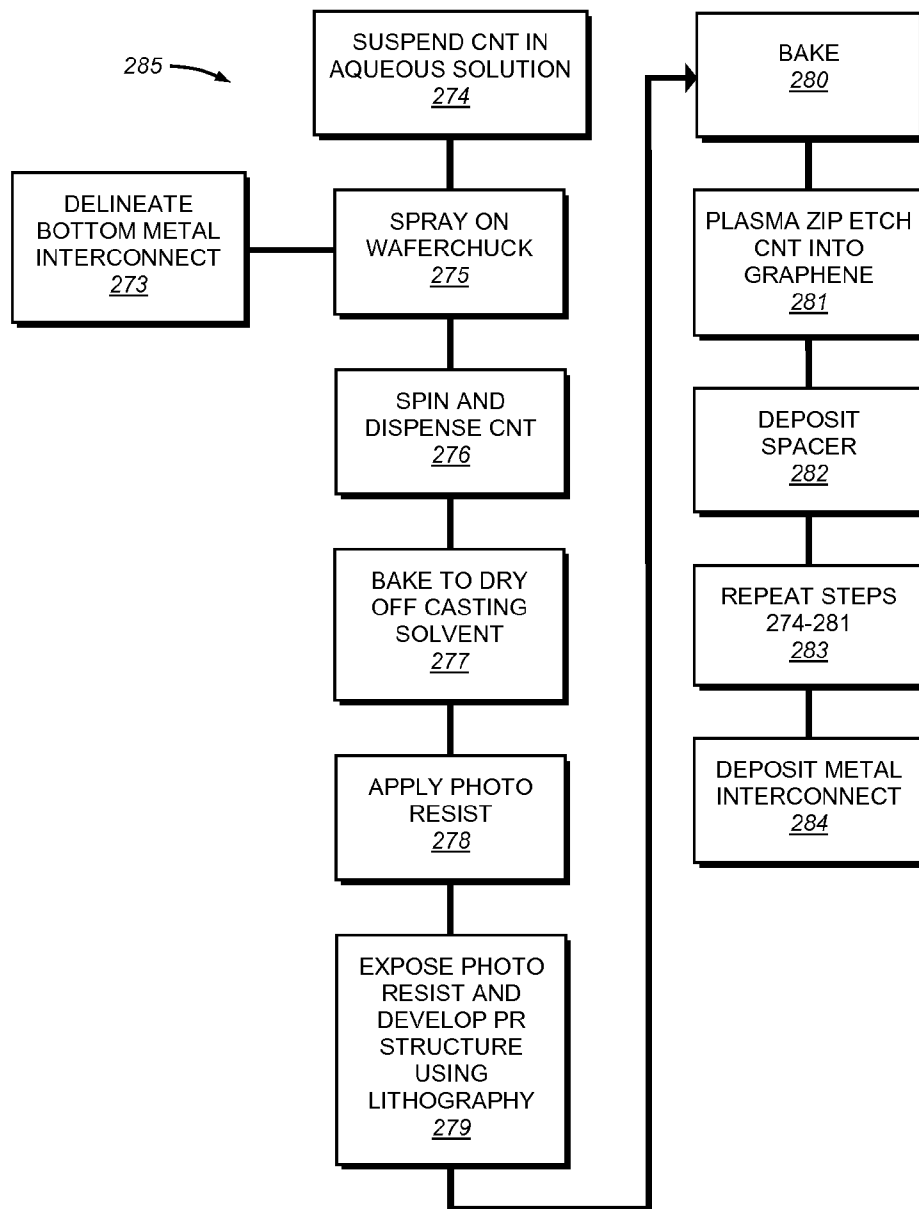 285
SUSPEND CNT IN
AQUEOUS SOLUTION
274
DELINEATE
BOTTOM METAL
INTERCONNECT
273
SPRAY ON
WAFERCHUCK
275
SPIN AND
DISPENSE CNT
276
BAKE TO DRY
OFF CASTING
SOLVENT
277
APPLY PHOTO
RESIST
278
EXPOSE PHOTO
RESIST AND
DEVELOP PR
STRUCTURE
USING
LITHOGRAPHY
279
BAKE
280
PLASMA ZIP ETCH
CNT INTO
GRAPHENE
281
DEPOSIT
SPACER
282
REPEAT STEPS
274-281
283
DEPOSIT METAL
INTERCONNECT
284